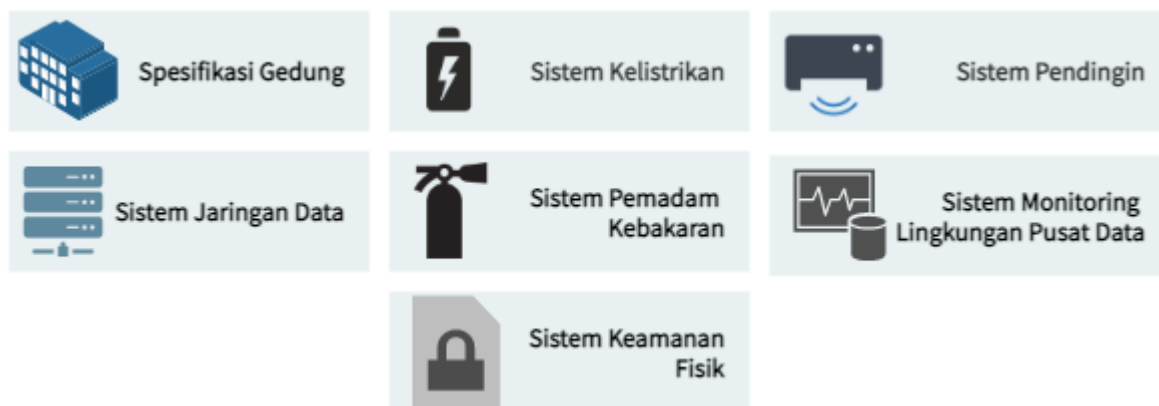 Spesifikasi Gedung
Sistem Kelistrikan
Sistem Pendingin
Sistem Jaringan Data
Sistem Pemadam
Kebakaran
Sistem Monitoring
Lingkungan Pusat Data
Sistem Keamanan
Fisik